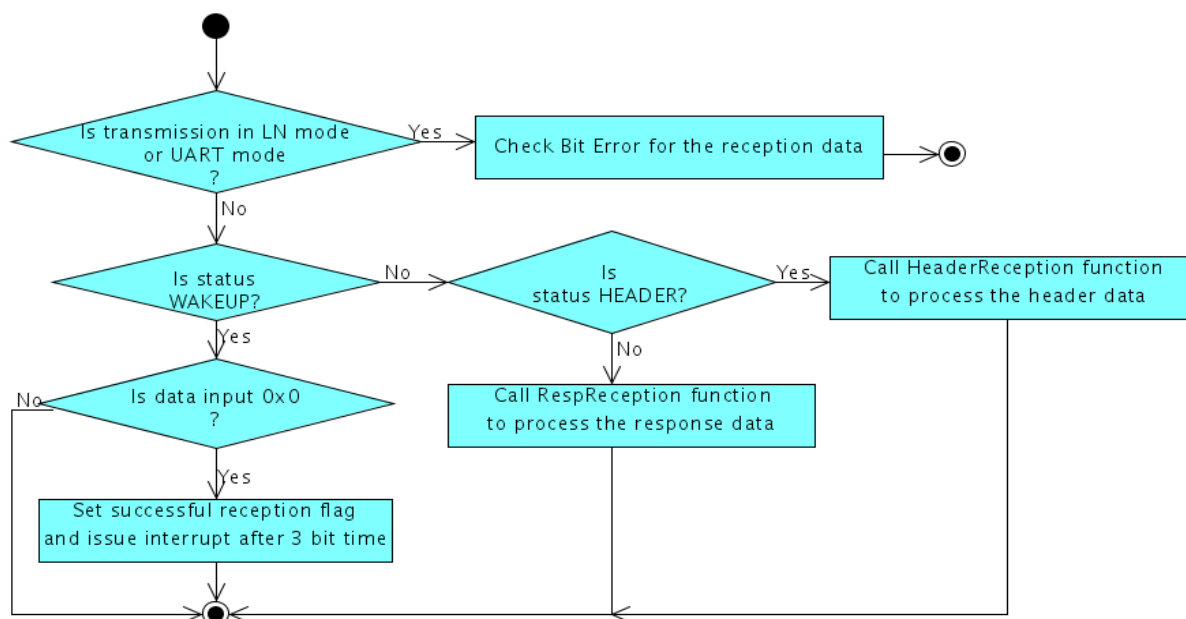 Is transmission in LN mode
or UART mode
?
Yes
Check Bit Error for the reception data
No
Is status
WAKEUP?
No
Is
status HEADER?
Yes
Call HeaderReception function
to process the header data
Yes
No
Is data input 0x0
?
No
Call RespReception function
to process the response data
Yes
Set successful reception flag
and issue interrupt after 3 bit time